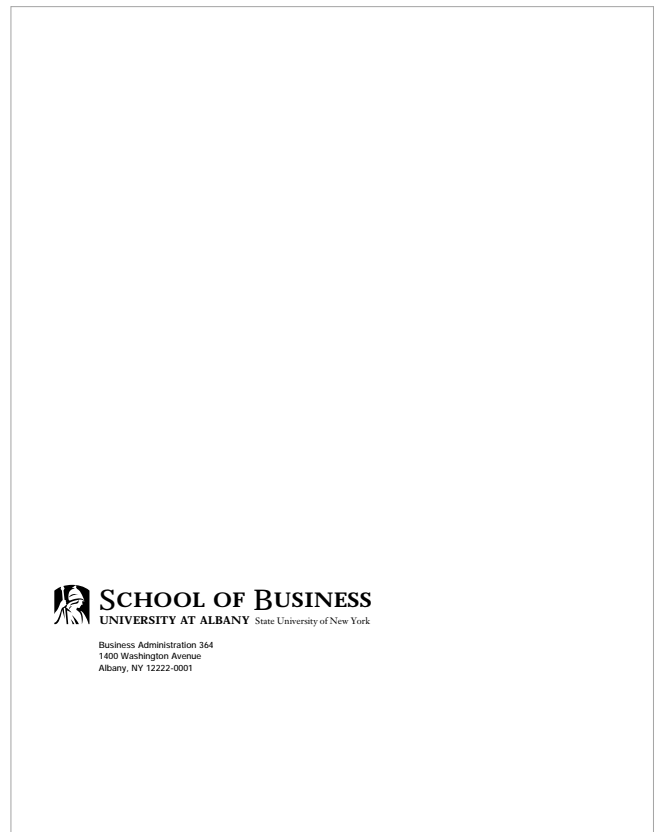 SCHOOL OF BUSINESS
UNIVERSITY AT ALBANY State University of New York
Business Administration 364
1400 Washington Avenue
Albany, NY 12222-0001